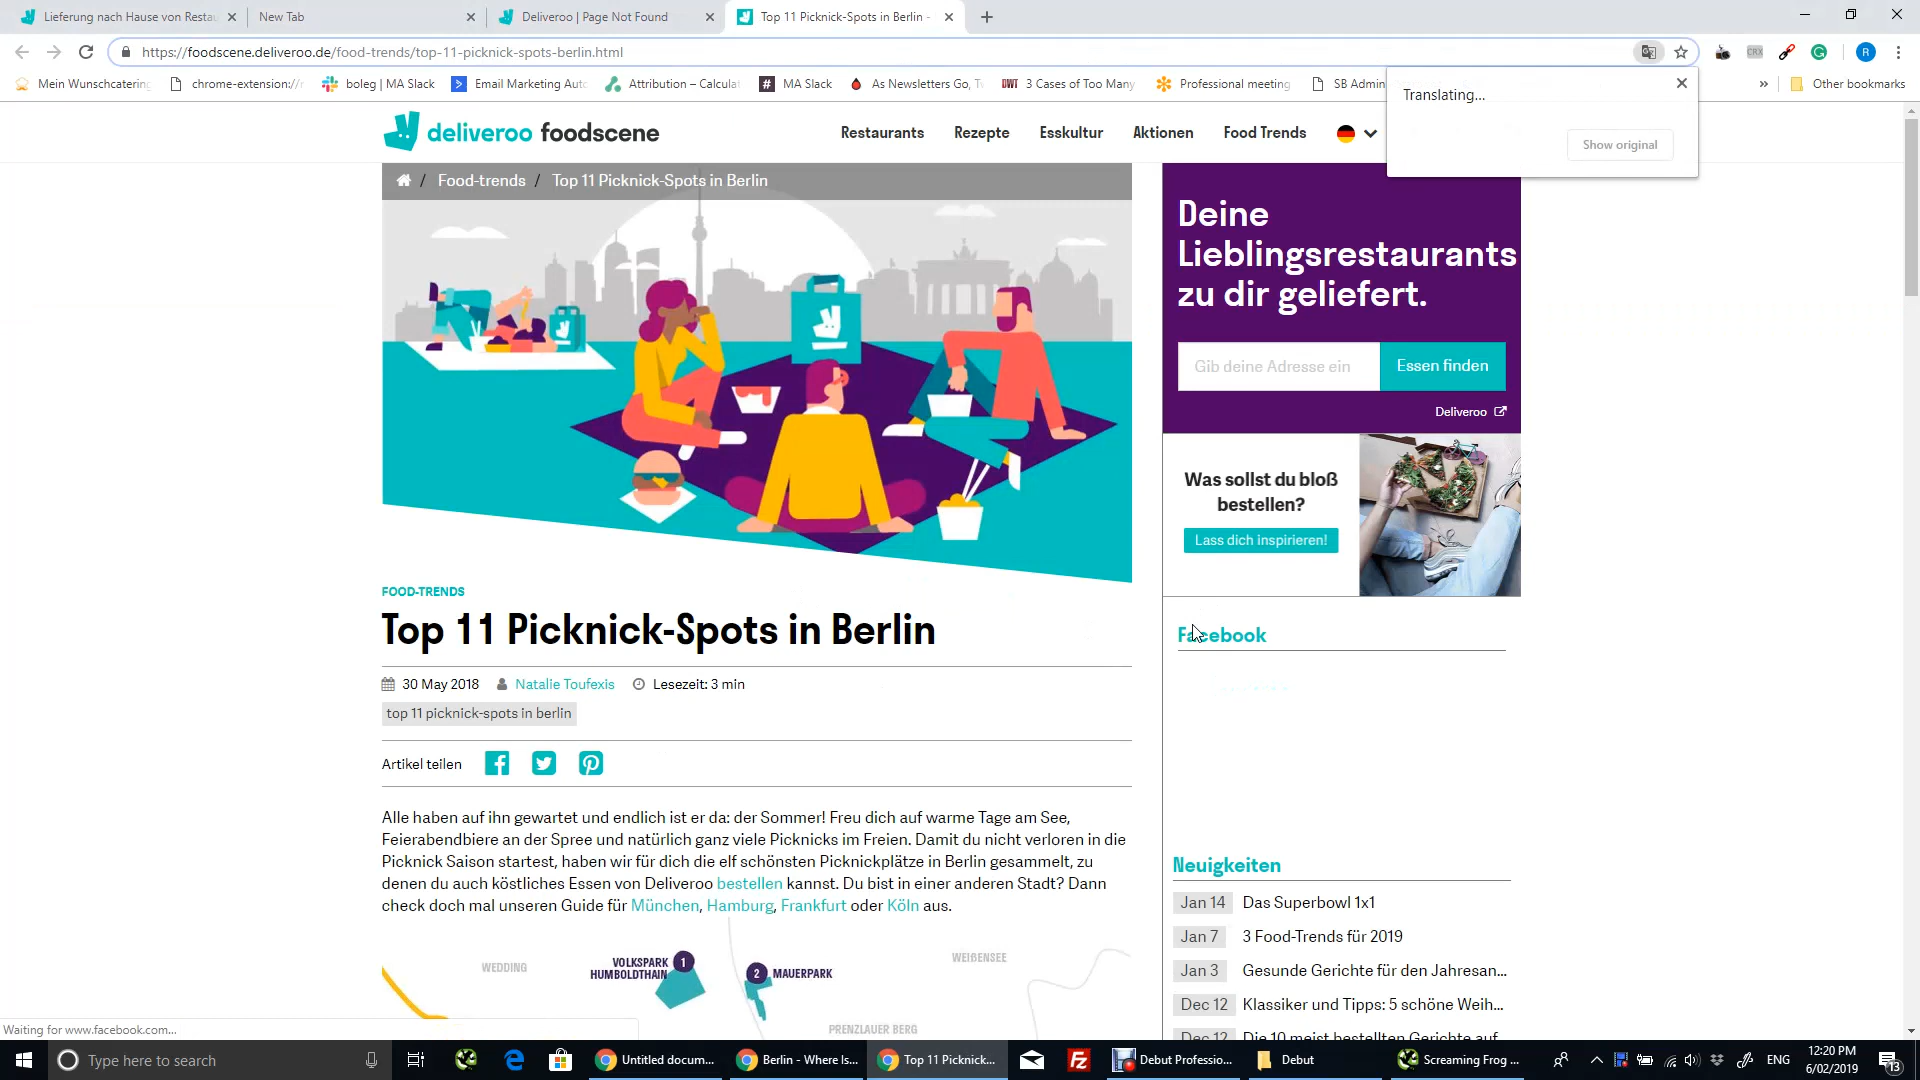 Lieferung nach Hause von Restau
New Tab
Deliveroo | Page Not Found
Top 11 Picknick-Spots in Berlin -
https://foodscene.deliveroo.de/food-trends/top-11-picknick-spots-berlin.html
R
Mein Wunschcatering
chrome-extension://r
boleg | MA Slack
Email Marketing Auto
Attribution – Calculat
MA Slack
As Newsletters Go, T
3 Cases of Too Many
Professional meeting
SB Admin
»
Other bookmarks
Translating...
Show original
deliveroo foodscene
Restaurants
Rezepte
Esskultur
Aktionen
Food Trends
/ Food-trends / Top 11 Picknick-Spots in Berlin
Deine
Lieblingsrestaurants
zu dir geliefert.
Gib deine Adresse ein
Essen finden
Deliveroo
Was sollst du bloß
bestellen?
Lass dich inspirieren!
FOOD-TRENDS
Top 11 Picknick-Spots in Berlin
30 May 2018
Natalie Toufexis
Lesezeit: 3 min
top 11 picknick-spots in berlin
Artikel teilen
Alle haben auf ihn gewartet und endlich ist er da: der Sommer! Freu dich auf warme Tage am See,
Feierabendbiere an der Spree und natürlich ganz viele Picknicks im Freien. Damit du nicht verloren in die
Picknick Saison startest, haben wir für dich die elf schönsten Picknickplätze in Berlin gesammelt, zu
denen du auch köstliches Essen von Deliveroo bestellen kannst. Du bist in einer anderen Stadt? Dann
check doch mal unseren Guide für München, Hamburg, Frankfurt oder Köln aus.
WEDDING
VOLKSPARK
HUMBOLDTHAIN
1
2
MAUERPARK
WEIßENSEE
PRENZLAUER BERG
Facebook
Neuigkeiten
Jan 14 Das Superbowl 1x1
Jan 7 3 Food-Trends für 2019
Jan 3 Gesunde Gerichte für den Jahresan...
Dec 12 Klassiker und Tipps: 5 schöne Weih...
Dec 12 Die 10 meist bestellten Gerichte auf
Waiting for www.facebook.com...
Type here to search
Untitled docum...
Berlin - Where Is...
Top 11 Picknick...
Debut Professio...
Debut
Screaming Frog ...
ENG
12:20 PM
6/02/2019
13